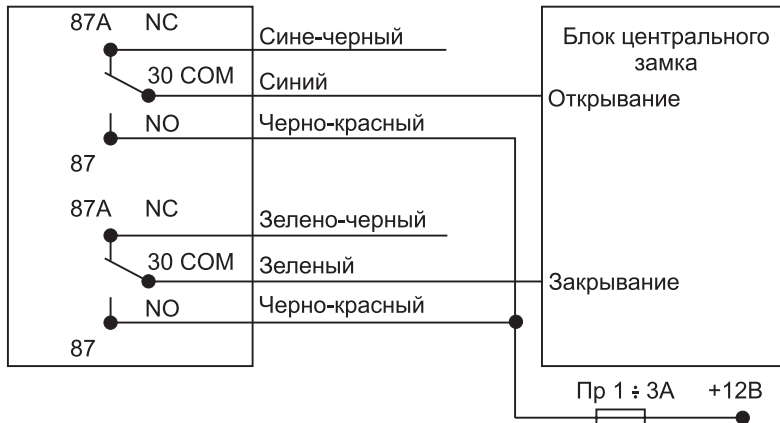 87A NC
Сине-черный
30 COM
Синий
NO
Черно-красный
87
87A NC
Зелено-черный
30 COM
Зеленый
NO
Черно-красный
87
Блок центрального
замка
Открывание
Закрывание
Пр 1 ÷ 3А +12В